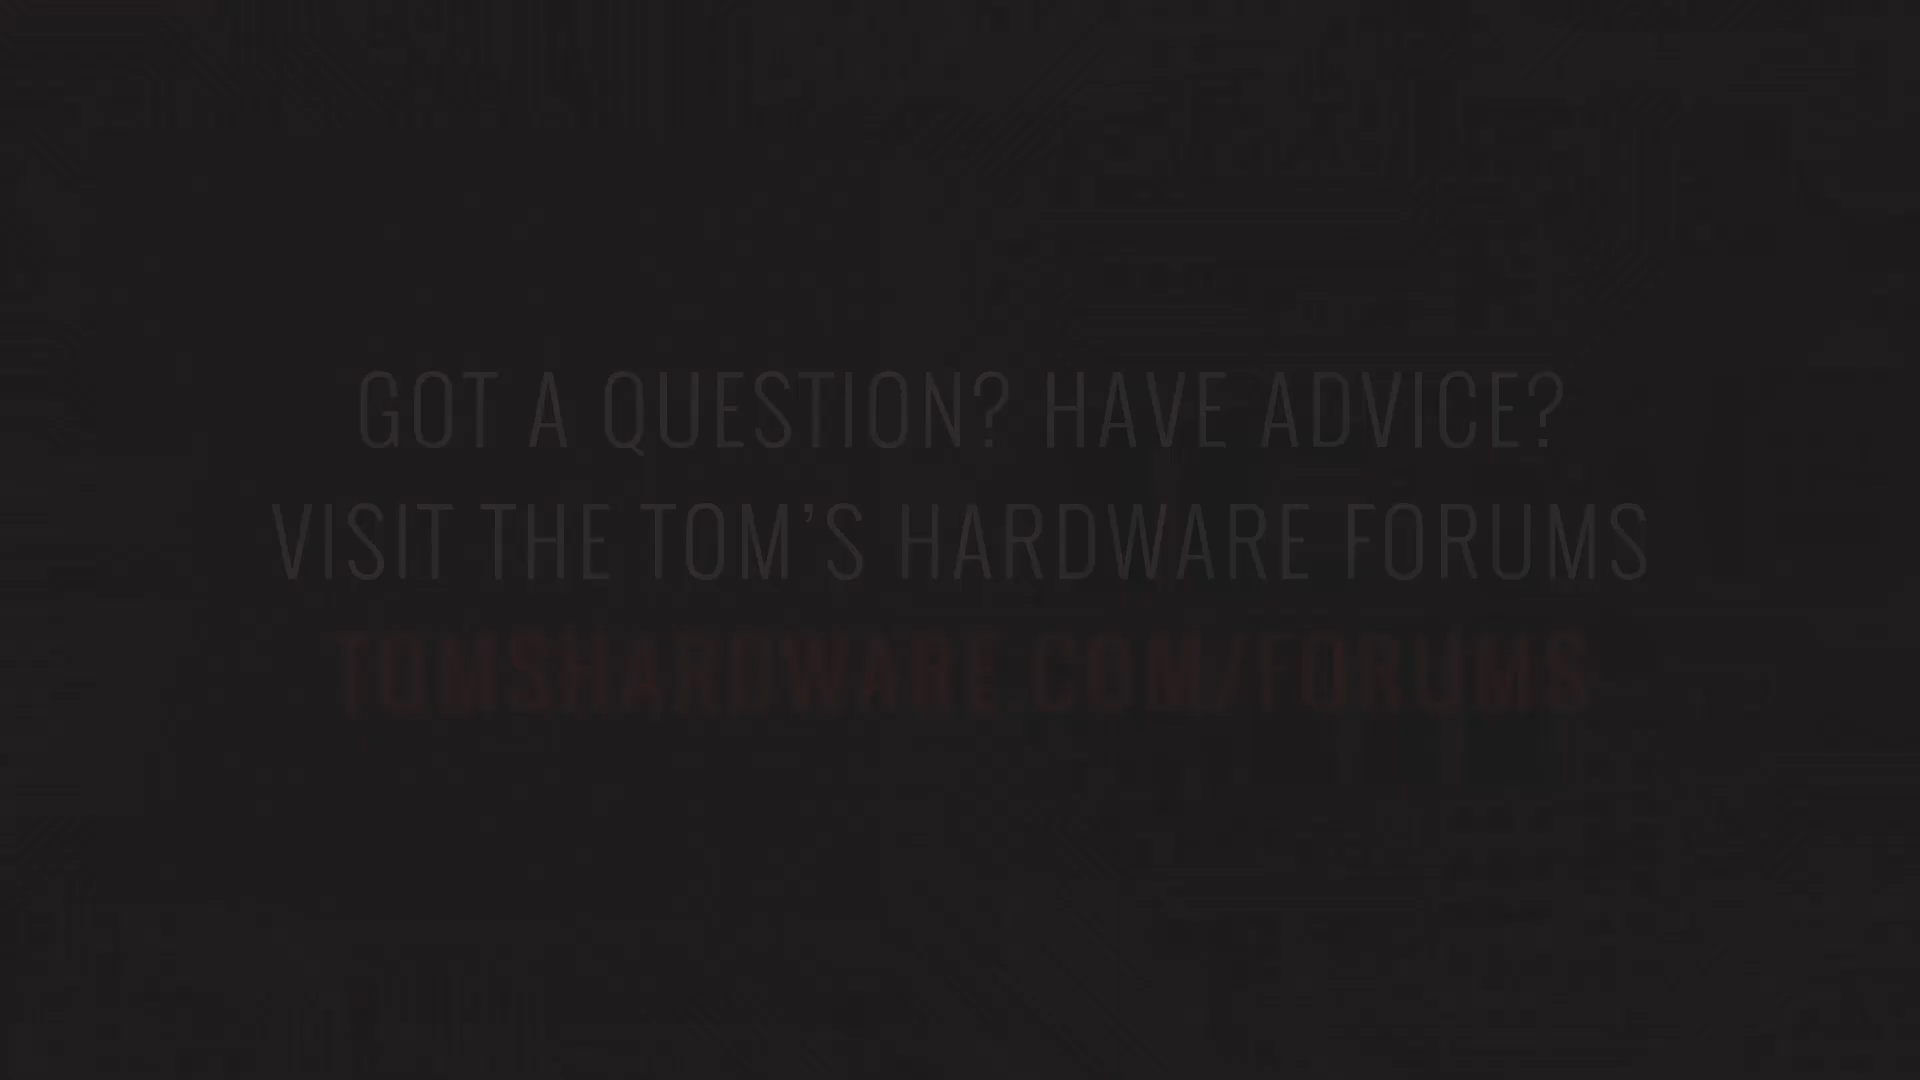 GOT A QUESTION? HAVE ADVICE?
VISIT THE TOM’S HARDWARE FORUMS
TOMSHARDWARE.COM/FORUMS